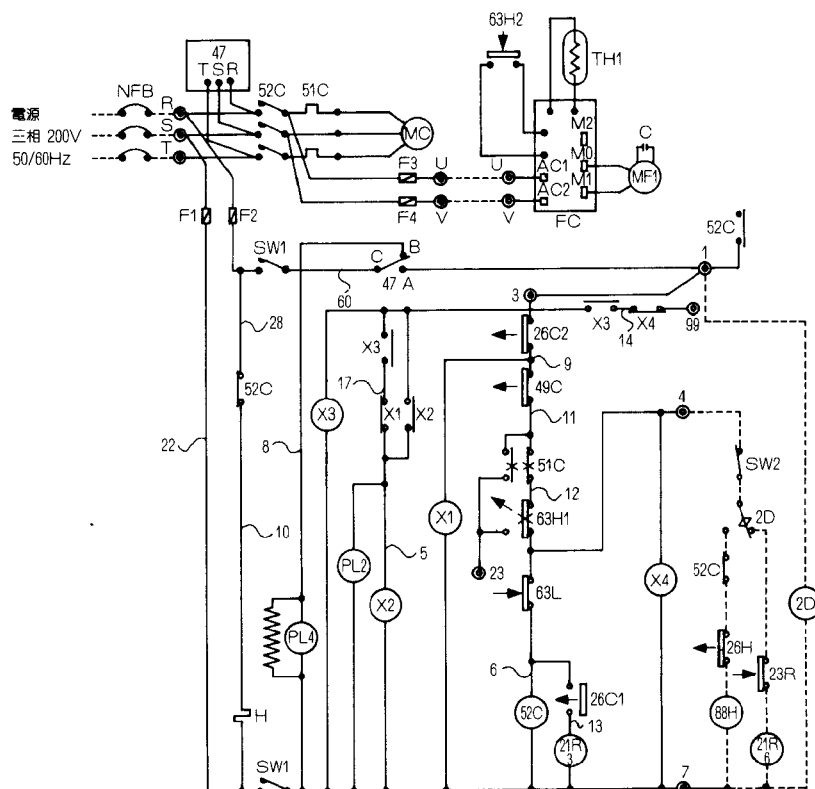 47
T S R
63H2
TH1
NFB
52C
51C
電源
三相 200V
50/60Hz
R
S
T
MC
M2
M0
M1
C
MF1
AC1
AC2
FC
F3
U
U
F4
V
V
F1
F2
SW1
C
B
47 A
60
52C
1
3
X3
14
X4
99
28
26C2
9
X3
17
49C
52C
11
4
22
8
X3
X1
X2
51C
SW2
12
10
X1
63H1
2D
5
23
52C
PL2
X2
63L
X4
2D
26H
6
23R
PL4
26C1
52C
13
88H
H
21R
3
21R
6
SW1
7